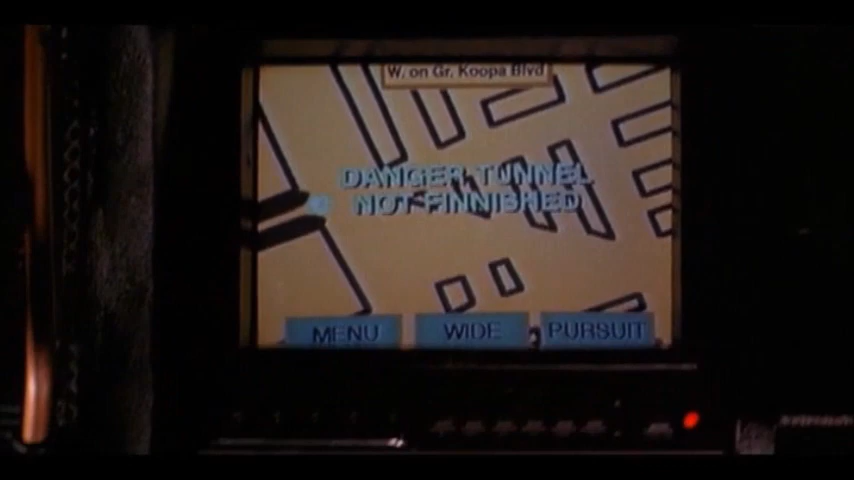 W. on Gr. Koopa Blvd
DANGER TUNNEL
NOT FINNISHED
MENU WIDE PURSUIT